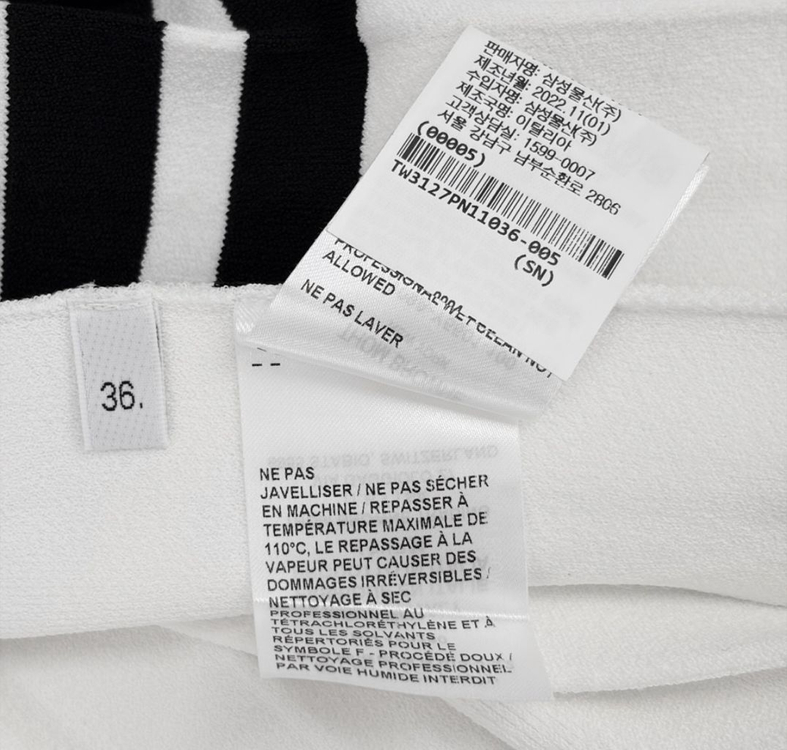 판매자명: 삼성물산(주)
제조년월: 2022.11(01)
수입자명: 삼성물산(주)
제조국명: 이탈리아
고객상담실: 1599-0007
서울 강남구 남부순환로 2806
(00005)
TW3127PN11036-005
(SN)
PROFESSIONAL WET CLEAN NOT
ALLOWED
NE PAS LAVER
36.
NE PAS
JAVELLISER / NE PAS SÉCHER
EN MACHINE / REPASSER À
TEMPÉRATURE MAXIMALE DE
110°C, LE REPASSAGE À LA
VAPEUR PEUT CAUSER DES
DOMMAGES IRRÉVERSIBLES /
NETTOYAGE À SEC
PROFESSIONNEL AU
TÉTRACHLORÉTHYLÈNE ET À
TOUS LES SOLVANTS
RÉPERTORIÉS POUR LE
SYMBOLE F - PROCÉDÉ DOUX /
NETTOYAGE PROFESSIONNEL
PAR VOIE HUMIDE INTERDIT